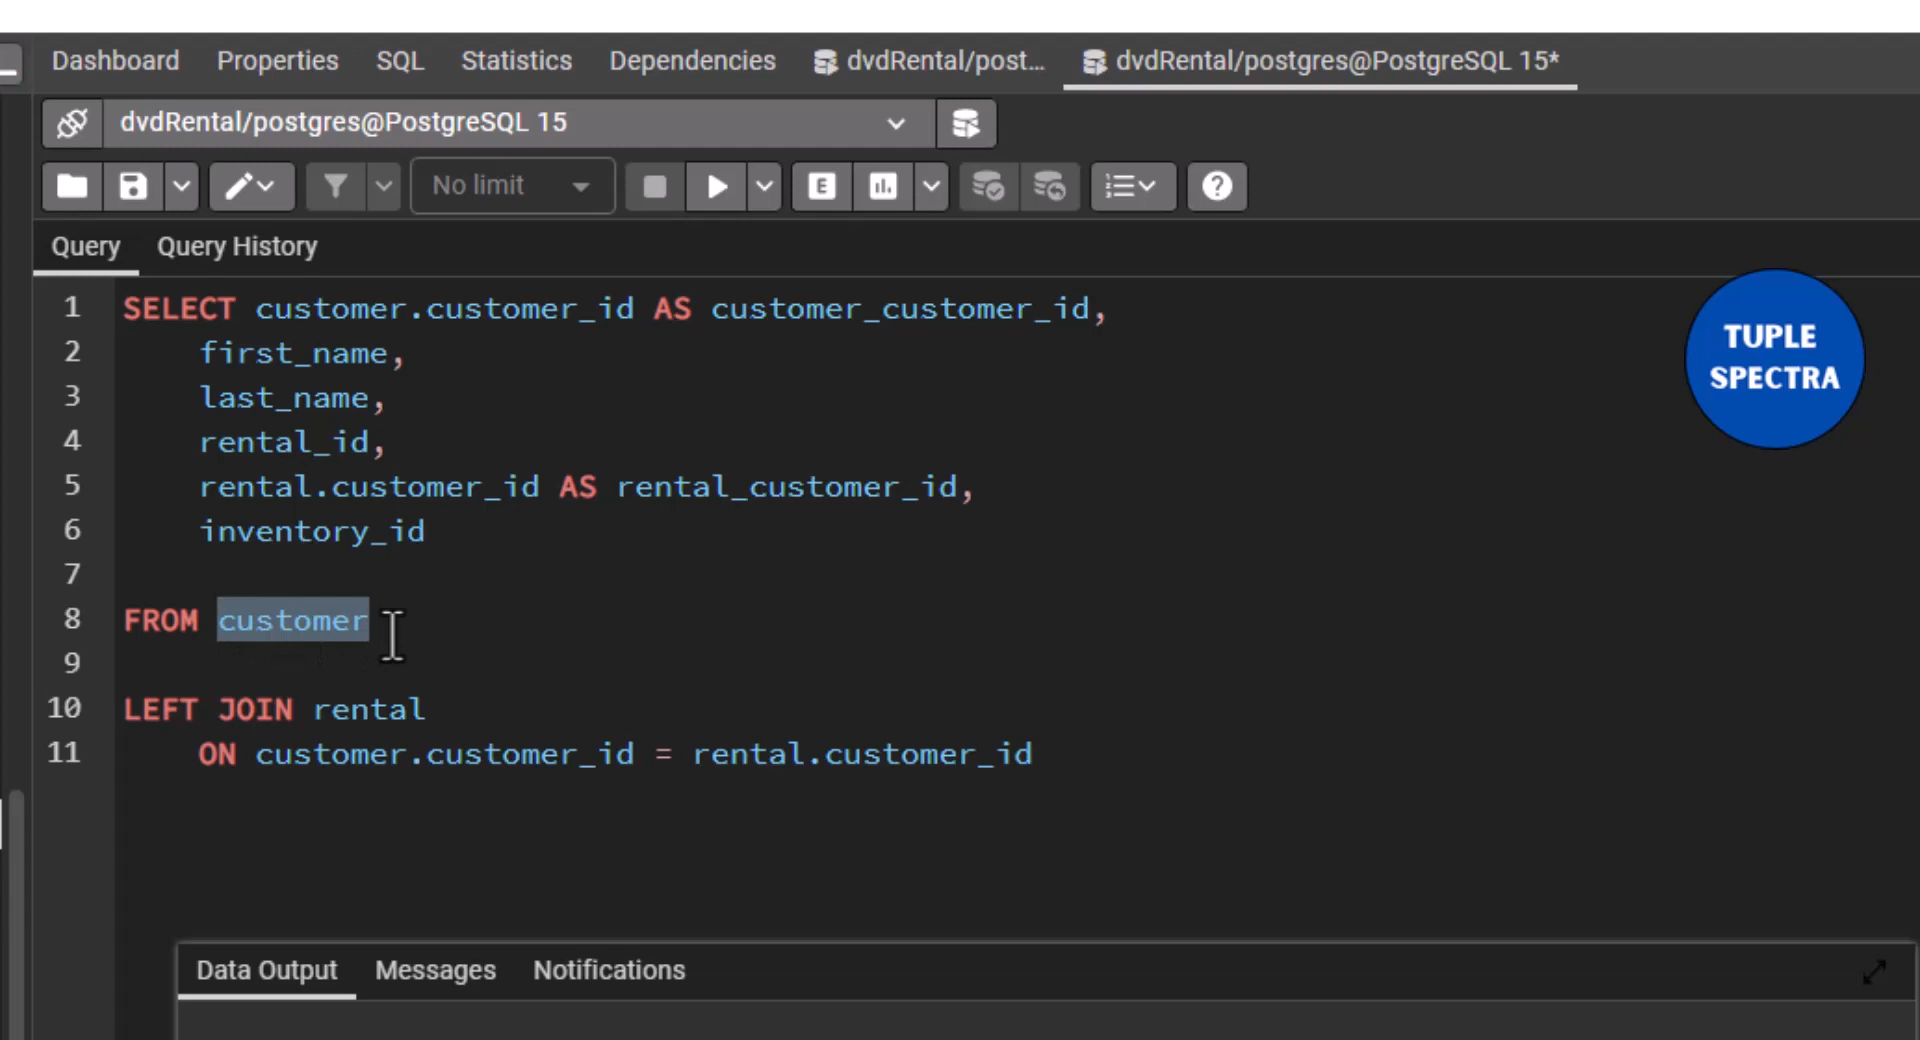 Dashboard Properties SQL Statistics Dependencies dvdRental/post... dvdRental/postgres@PostgreSQL 15*
dvdRental/postgres@PostgreSQL 15
No limit E ?
Query Query History
1 SELECT customer.customer_id AS customer_customer_id,
2 first_name,
3 last_name,
4 rental_id,
5 rental.customer_id AS rental_customer_id,
6 inventory_id
7
8 FROM customer
9
10 LEFT JOIN rental
11 ON customer.customer_id = rental.customer_id
TUPLE
SPECTRA
Data Output Messages Notifications